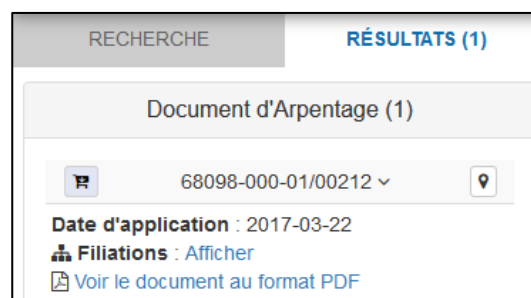 RECHERCHE
RÉSULTATS (1)
Document d'Arpentage (1)
68098-000-01/00212
Date d'application : 2017-03-22
Filiations : Afficher
Voir le document au format PDF